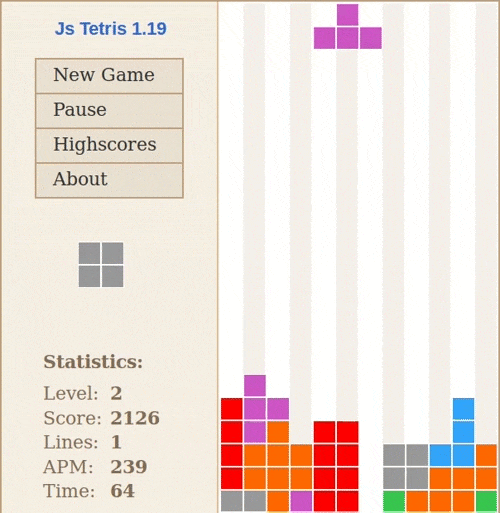 Js Tetris 1.19
New Game
Pause
Highscores
About
Statistics:
Level: 2
Score: 2126
Lines: 1
APM: 239
Time: 64